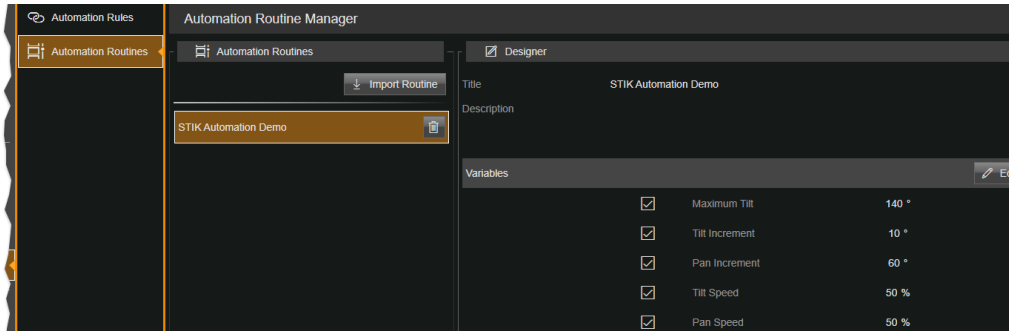 Automation Rules
Automation Routines
Automation Routine Manager
Automation Routines
Import Routine
STIK Automation Demo
Designer
Title STIK Automation Demo
Description
Variables
Maximum Tilt 140 °
Tilt Increment 10 °
Pan Increment 60 °
Tilt Speed 50 %
Pan Speed 50 %